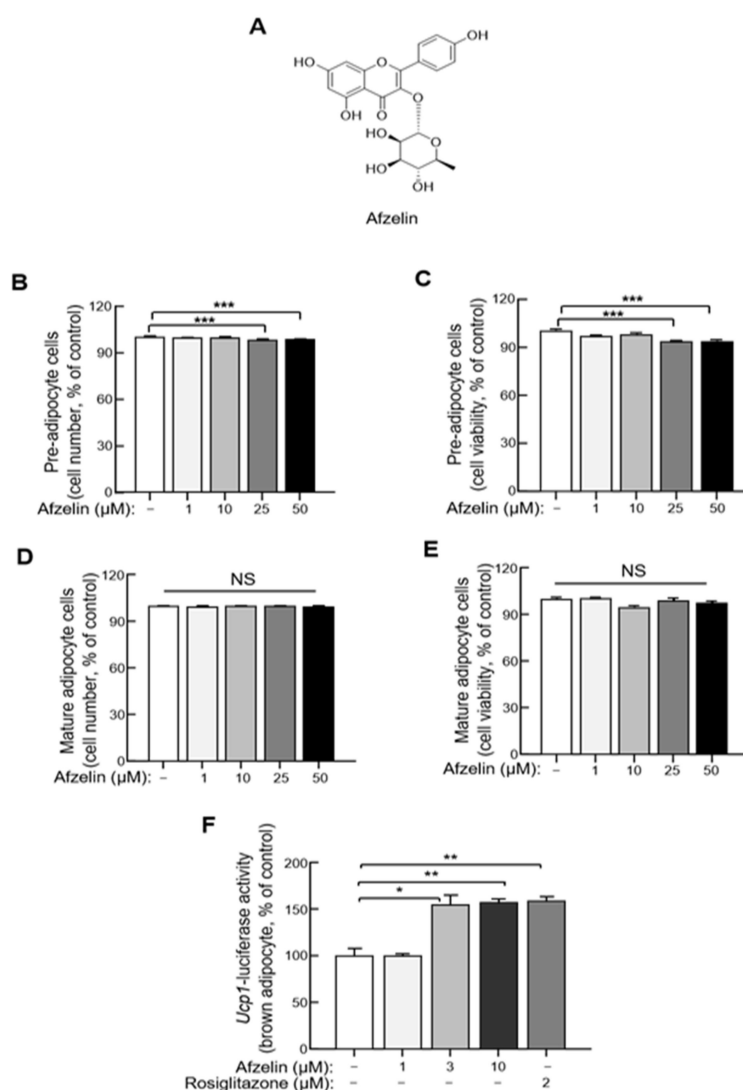 A
OH
HO
O
O
OH
O
HO
O
HO
OH
Afzelin
B
Pre-adipocyte cells
(cell number, % of control)
120
90
60
30
0
***
***
Afzelin (µM): – 1 10 25 50
C
Pre-adipocyte cells
(cell viability, % of control)
120
90
60
30
0
***
***
Afzelin (µM): – 1 10 25 50
D
Mature adipocyte cells
(cell number, % of control)
120
90
60
30
0
NS
Afzelin (µM): – 1 10 25 50
E
Mature adipocyte cells
(cell viability, % of control)
120
90
60
30
0
NS
Afzelin (µM): – 1 10 25 50
F
Ucp1-luciferase activity
(brown adipocyte, % of control)
200
150
100
50
0
**
**
*
Afzelin (µM): – 1 3 10 –
Rosiglitazone (µM): – – – – 2